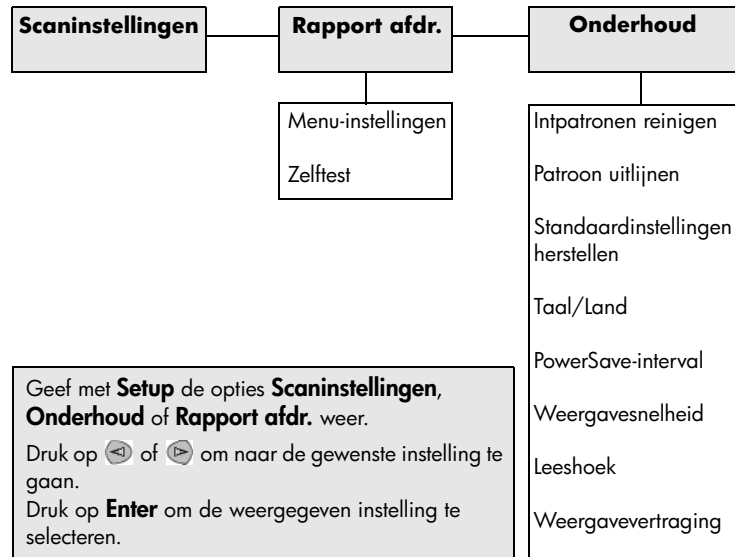 Scaninstellingen
Rapport afdr.
Onderhoud
Menu-instellingen
Zelftest
Intpatronen reinigen
Patroon uitlijnen
Standaardinstellingen
herstellen
Taal/Land
PowerSave-interval
Weergavesnelheid
Leeshoek
Weergavevertraging
Geef met Setup de opties Scaninstellingen,
Onderhoud of Rapport afdr. weer.
Druk op of om naar de gewenste instelling te
gaan.
Druk op Enter om de weergegeven instelling te
selecteren.